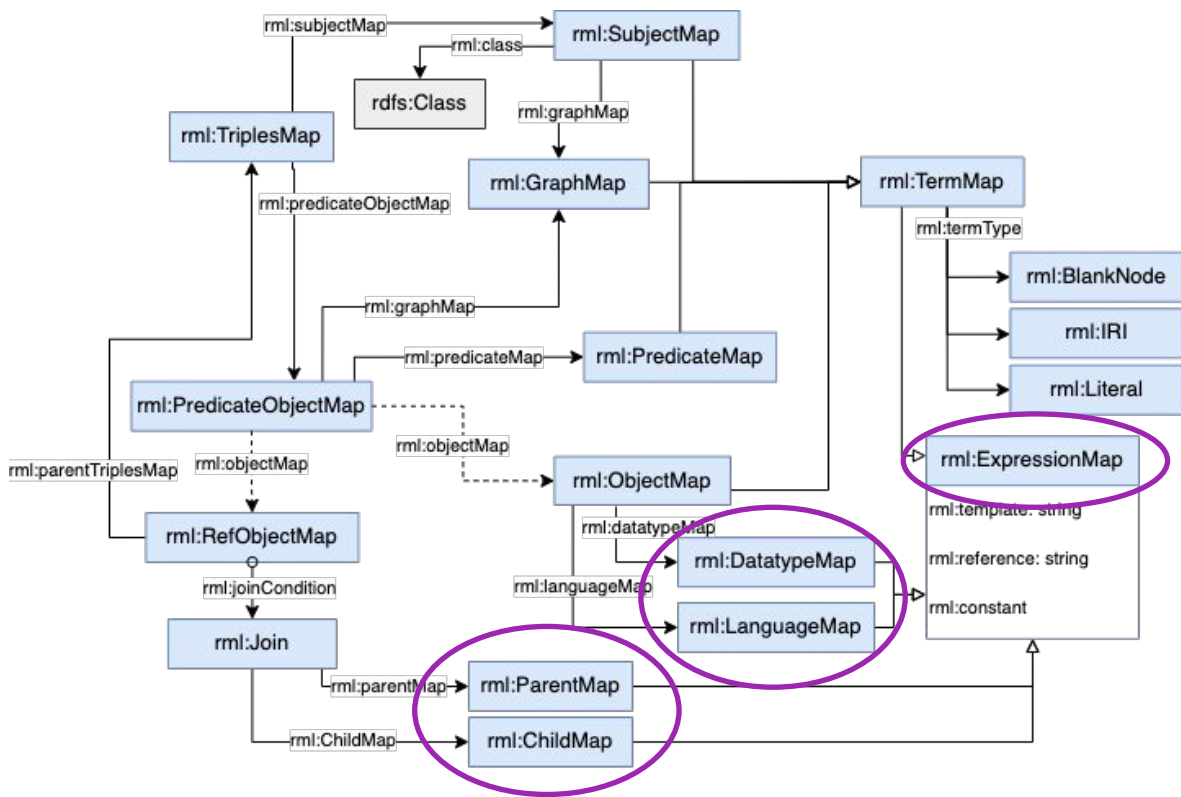 rml:subjectMap
rml:SubjectMap
rml:class
rdfs:Class
rml:graphMap
rml:TriplesMap
rml:GraphMap
rml:TermMap
rml:predicateObjectMap
rml:termType
rml:BlankNode
rml:graphMap
rml:IRI
rml:predicateMap
rml:PredicateMap
rml:Literal
rml:PredicateObjectMap
rml:objectMap
rml:parentTriplesMap
rml:objectMap
rml:ExpressionMap
rml:ObjectMap
rml:template: string
rml:datatypeMap
rml:RefObjectMap
rml:DatatypeMap
rml:reference: string
rml:joinCondition
rml:languageMap
rml:constant
rml:LanguageMap
rml:Join
rml:parentMap
rml:ParentMap
rml:ChildMap
rml:ChildMap